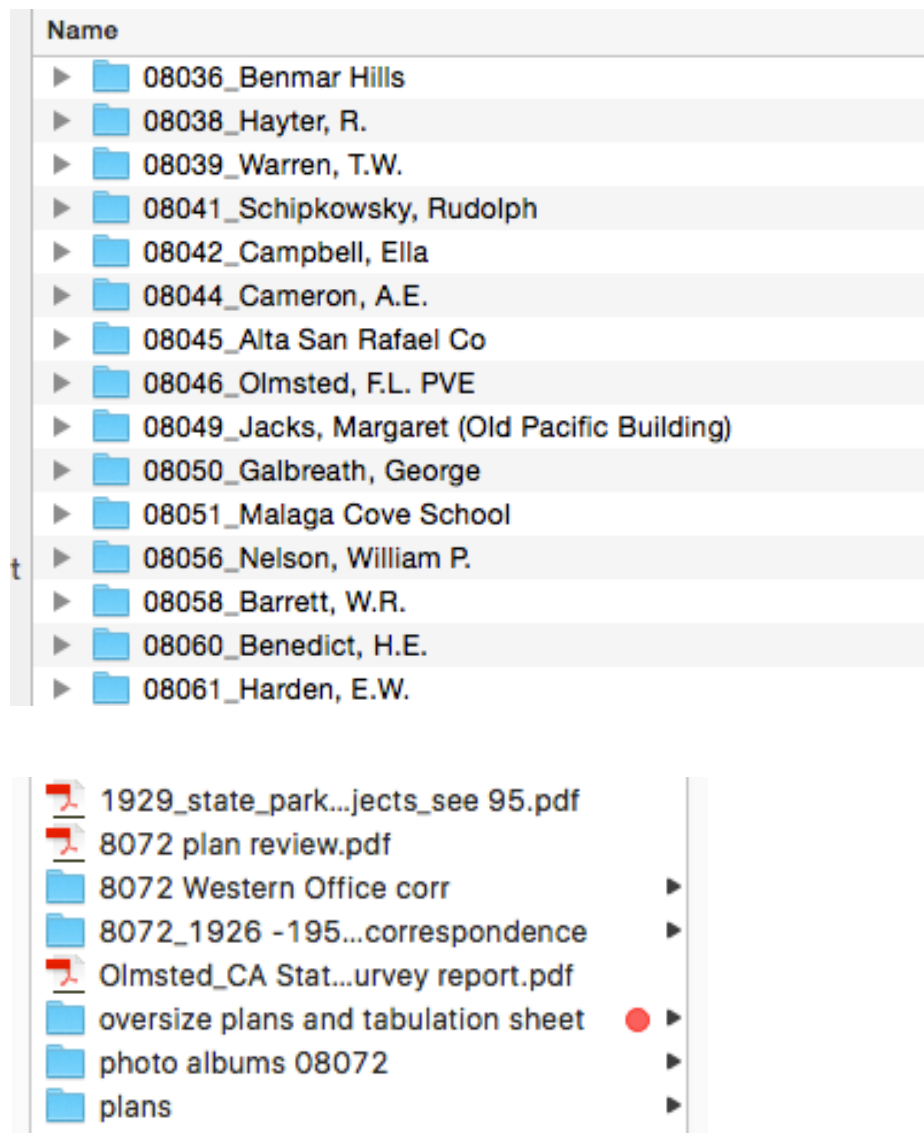 Name
08036_Benmar Hills
08038_Hayter, R.
08039_Warren, T.W.
08041_Schipkowsky, Rudolph
08042_Campbell, Ella
08044_Cameron, A.E.
08045_Alta San Rafael Co
08046_Olmsted, F.L. PVE
08049_Jacks, Margaret (Old Pacific Building)
08050_Galbreath, George
08051_Malaga Cove School
t
08056_Nelson, William P.
08058_Barrett, W.R.
08060_Benedict, H.E.
08061_Harden, E.W.
1929_state_park...jects_see 95.pdf
8072 plan review.pdf
8072 Western Office corr
8072_1926 -195...correspondence
Olmsted_CA Stat...urvey report.pdf
oversize plans and tabulation sheet
photo albums 08072
plans